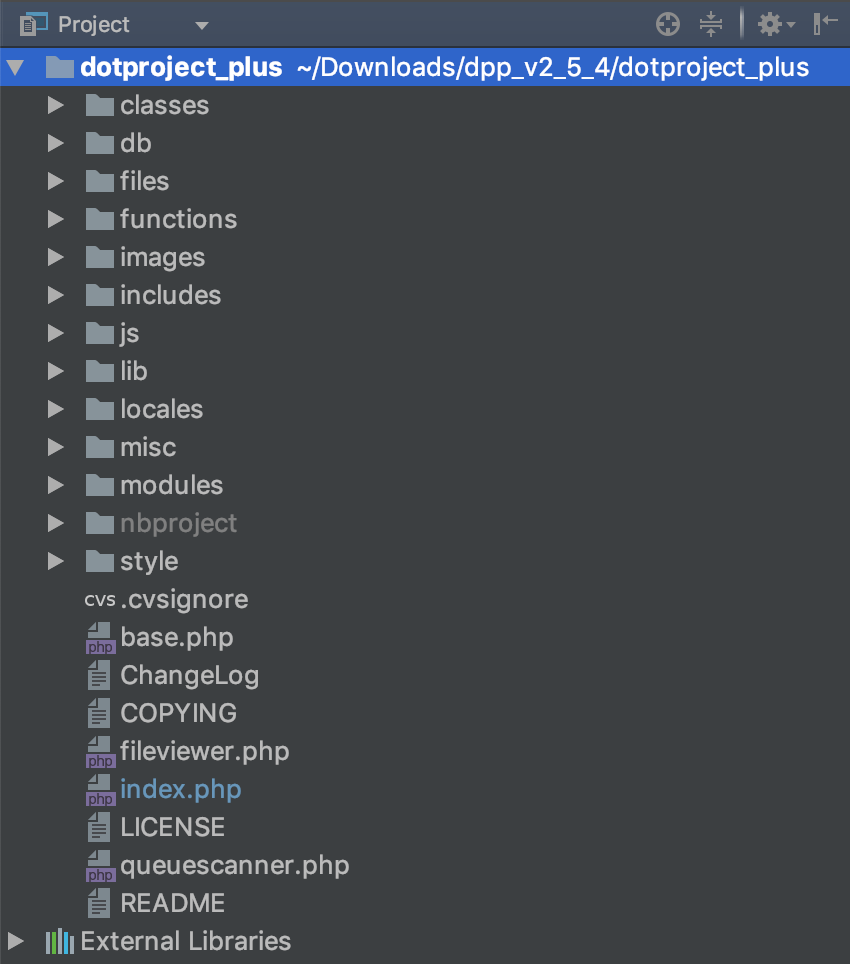 Project
dotproject_plus ~/Downloads/dpp_v2_5_4/dotproject_plus
classes
db
files
functions
images
includes
js
lib
locales
misc
modules
nbproject
style
cvs .cvsignore
php base.php
ChangeLog
COPYING
php fileviewer.php
php index.php
LICENSE
php queuescanner.php
README
External Libraries